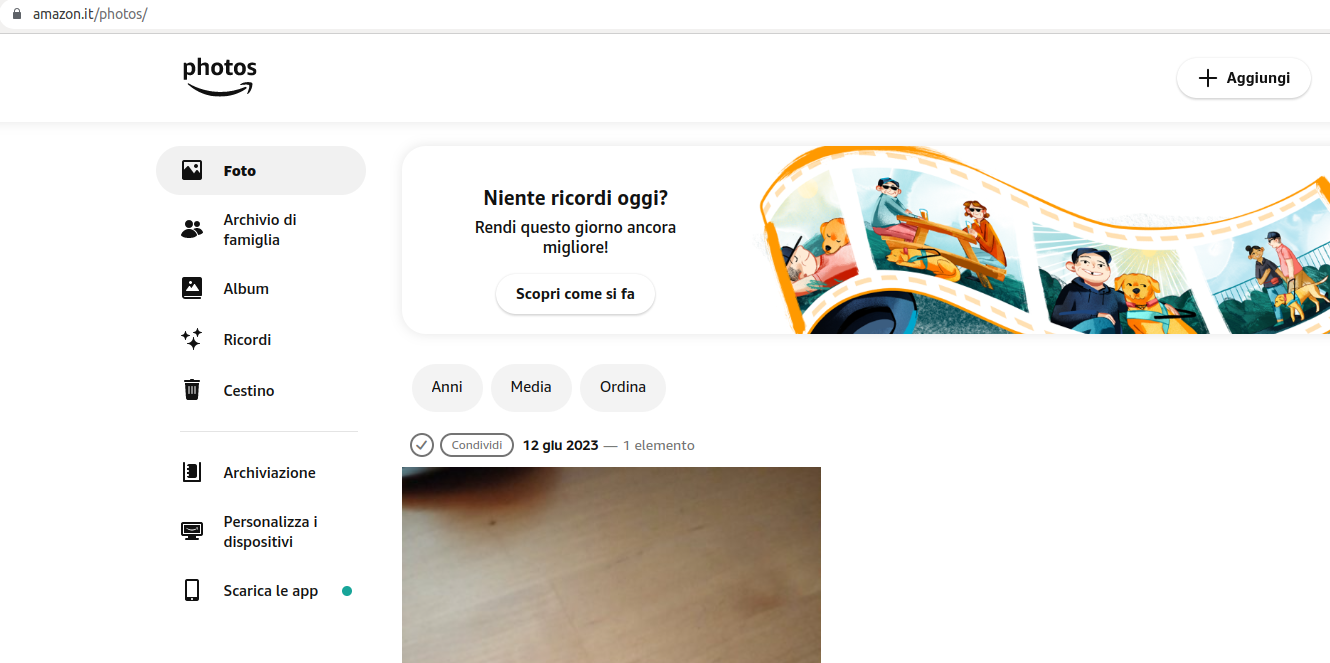 amazon.it/photos/
photos
Aggiungi
Foto
Archivio di
famiglia
Album
Ricordi
Cestino
Archiviazione
Personalizza i
dispositivi
Scarica le app
Niente ricordi oggi?
Rendi questo giorno ancora
migliore!
Scopri come si fa
Anni
Media
Ordina
Condividi 12 giu 2023 — 1 elemento